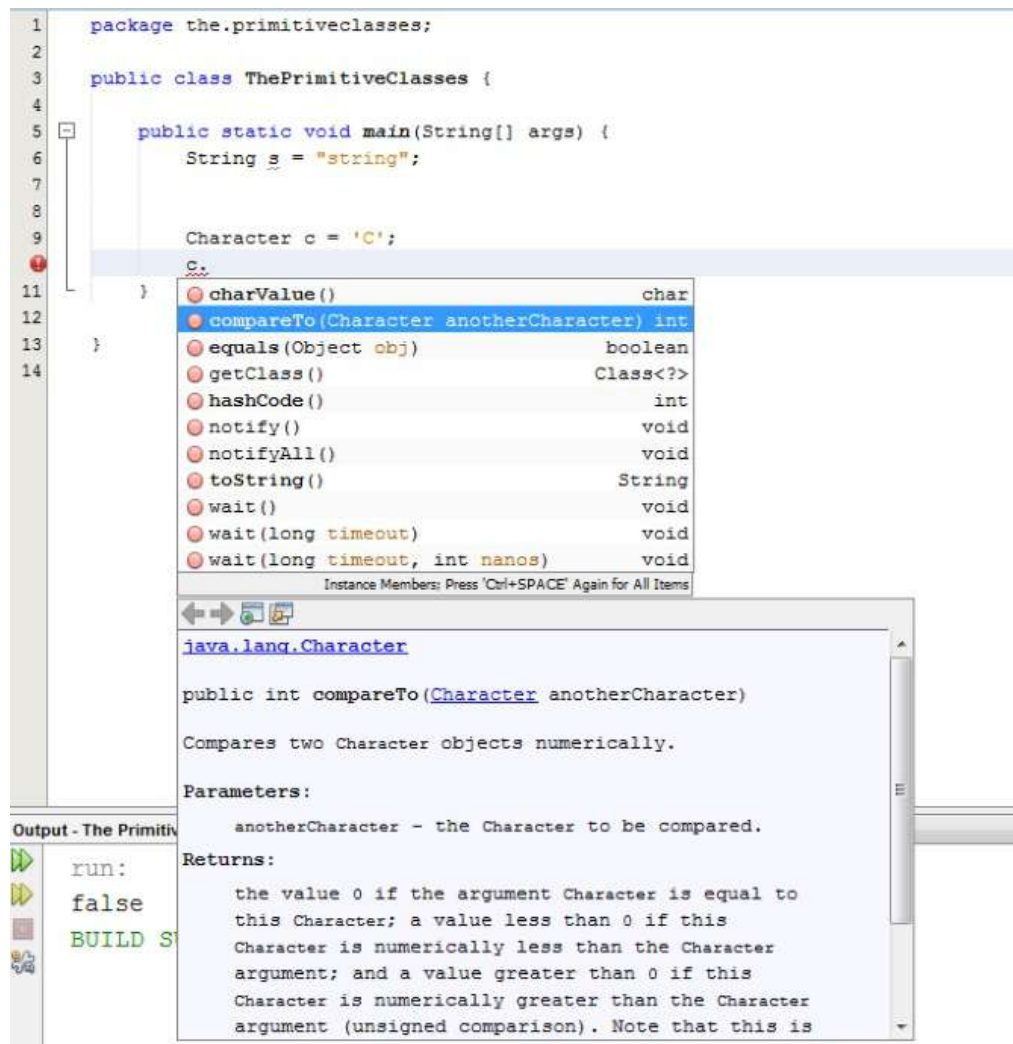 1 package the.primitiveclasses;
2
3 public class ThePrimitiveClasses {
4
5 public static void main(String[] args) {
6 String s = "string";
7
8
9 Character c = 'C';
c.
11 }
12
13 }
14
charValue() char
compareTo(Character anotherCharacter) int
equals(Object obj) boolean
getClass() Class<?>
hashCode() int
notify() void
notifyAll() void
toString() String
wait() void
wait(long timeout) void
wait(long timeout, int nanos) void
Instance Members; Press 'Ctrl+SPACE' Again for All Items
java.lang.Character
public int compareTo(Character anotherCharacter)
Compares two Character objects numerically.
Parameters:
anotherCharacter - the Character to be compared.
Returns:
the value 0 if the argument Character is equal to
this Character; a value less than 0 if this
Character is numerically less than the Character
argument; and a value greater than 0 if this
Character is numerically greater than the Character
argument (unsigned comparison). Note that this is
Output - The Primitiv
run:
false
BUILD SU